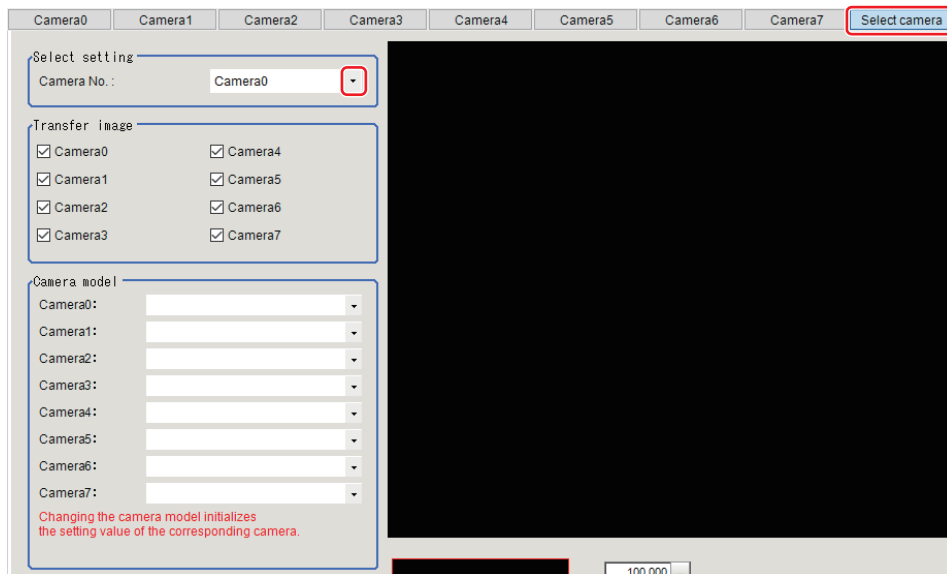 Camera0 Camera1 Camera2 Camera3 Camera4 Camera5 Camera6 Camera7 Select camera
Select setting
Camera No. : Camera0
Transfer image
Camera0 Camera4
Camera1 Camera5
Camera2 Camera6
Camera3 Camera7
Camera model
Camera0:
Camera1:
Camera2:
Camera3:
Camera4:
Camera5:
Camera6:
Camera7:
Changing the camera model initializes
the setting value of the corresponding camera.
100.000